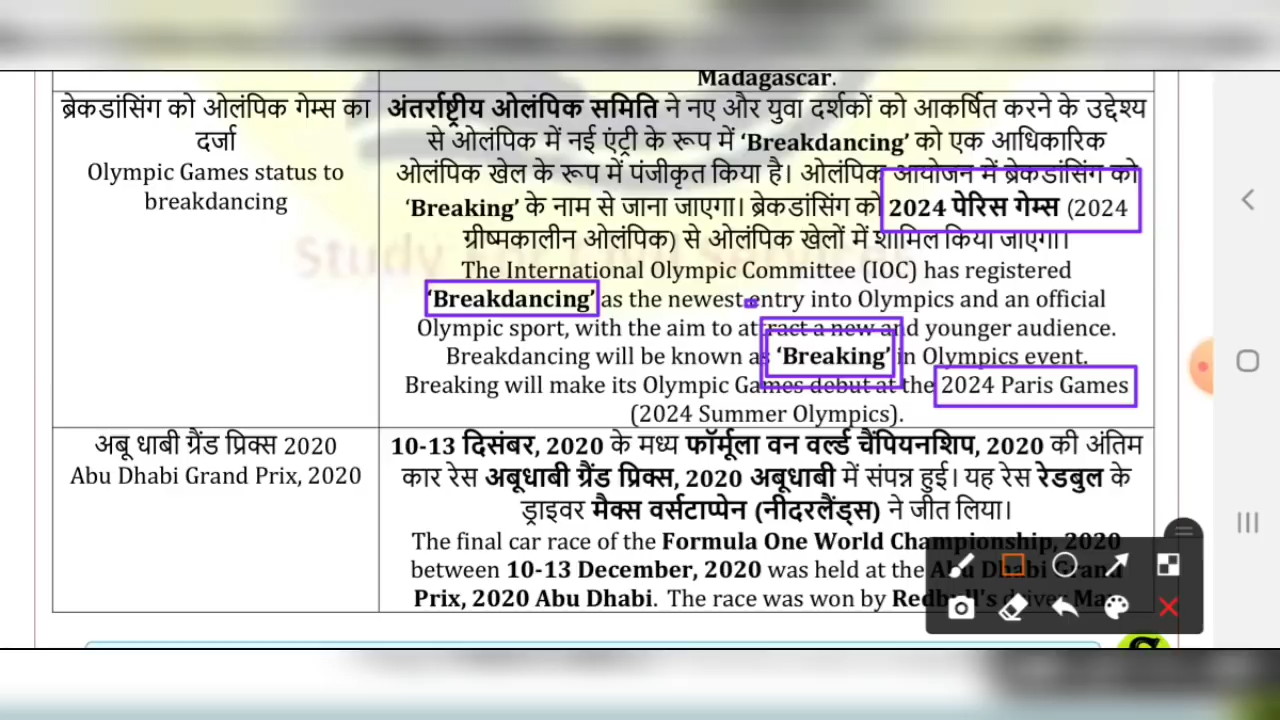 Madagascar.
ब्रेकडांसिंग को ओलंपिक गेम्स का
दर्जा
Olympic Games status to
breakdancing
अंतर्राष्ट्रीय ओलंपिक समिति ने नए और युवा दर्शकों को आकर्षित करने के उद्देश्य
से ओलंपिक में नई एंट्री के रूप में ‘Breakdancing’ को एक आधिकारिक
ओलंपिक खेल के रूप में पंजीकृत किया है। ओलंपिक आयोजन में ब्रेकडांसिंग को
‘Breaking’ के नाम से जाना जाएगा। ब्रेकडांसिंग को 2024 पेरिस गेम्स (2024
ग्रीष्मकालीन ओलंपिक) से ओलंपिक खेलों में शामिल किया जाएगा।
The International Olympic Committee (IOC) has registered
‘Breakdancing’ as the newest entry into Olympics and an official
Olympic sport, with the aim to attract a new and younger audience.
Breakdancing will be known as ‘Breaking’ in Olympics event.
Breaking will make its Olympic Games debut at the 2024 Paris Games
(2024 Summer Olympics).
अबू धाबी ग्रैंड प्रिक्स 2020
Abu Dhabi Grand Prix, 2020
10-13 दिसंबर, 2020 के मध्य फॉर्मूला वन वर्ल्ड चैंपियनशिप, 2020 की अंतिम
कार रेस अबूधाबी ग्रैंड प्रिक्स, 2020 अबूधाबी में संपन्न हुई। यह रेस रेडबुल के
ड्राइवर मैक्स वर्सटाप्पेन (नीदरलैंड्स) ने जीत लिया।
The final car race of the Formula One World Championship, 2020
between 10-13 December, 2020 was held at the Abu Dhabi Grand
Prix, 2020 Abu Dhabi. The race was won by Redbull's driver Max